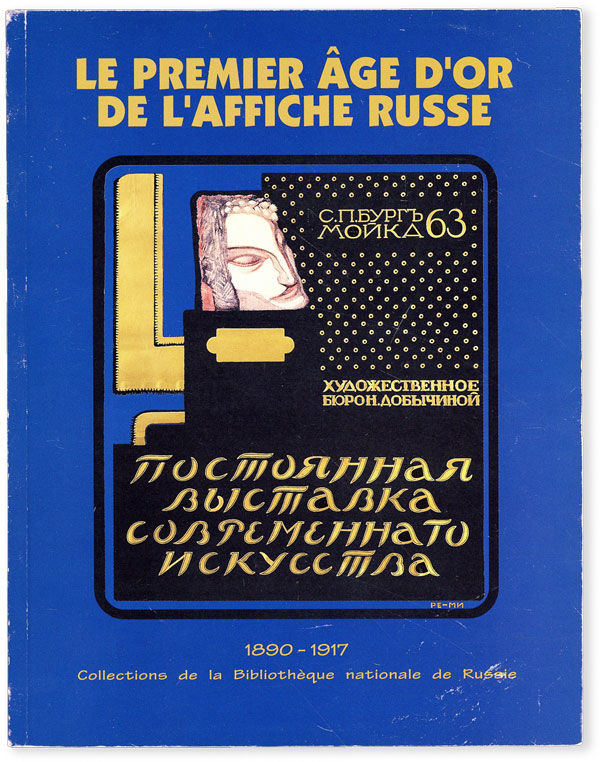 LE PREMIER ÂGE D'OR
DE L'AFFICHE RUSSE
С.П.БУРГЪ
МОЙКА 63
ХУДОЖЕСТВЕННОЕ
БЮРО Н.ДОБЫЧИНОЙ
ПОСТОЯННАЯ
ВЫСТАВКА
СОВРЕМЕННАГО
ИСКУССТВА
РЕ-МИ
1890 - 1917
Collections de la Bibliothèque nationale de Russie